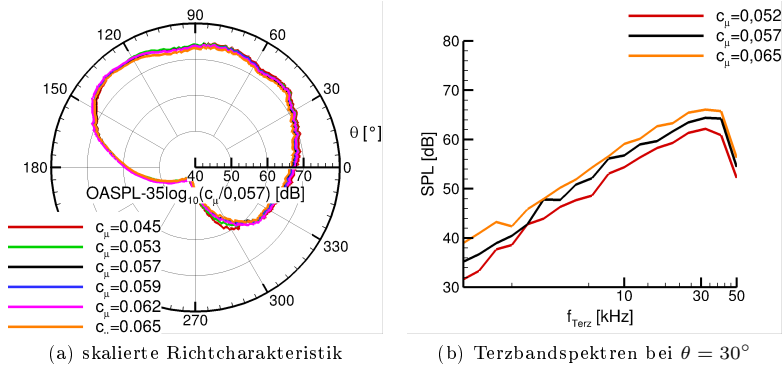 90
120
60
150
30
θ [°]
180
0
40 50 60 70 80
OASPL-35log₁₀(cμ/0,057) [dB]
330
300
270
cμ=0.045
cμ=0.053
cμ=0.057
cμ=0.059
cμ=0.062
cμ=0.065
(a) skalierte Richtcharakteristik
cμ=0,052
cμ=0,057
cμ=0,065
80
70
60
50
40
30
SPL [dB]
10 30 50
f_Terz [kHz]
(b) Terzbandspektren bei θ = 30°